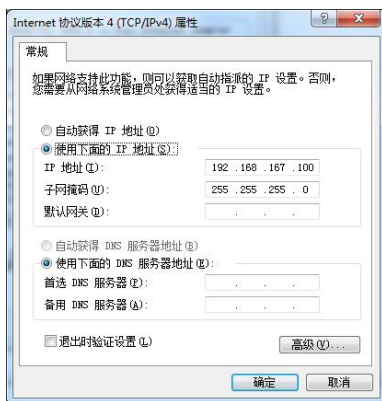 Internet 协议版本 4 (TCP/IPv4) 属性
常规
如果网络支持此功能，则可以获取自动指派的 IP 设置。否则，
您需要从网络系统管理员处获得适当的 IP 设置。
自动获得 IP 地址(O)
使用下面的 IP 地址(S):
IP 地址(I): 192 .168 .167 .100
子网掩码(U): 255 .255 .255 . 0
默认网关(D): . . .
自动获得 DNS 服务器地址(B)
使用下面的 DNS 服务器地址(E):
首选 DNS 服务器(P): . . .
备用 DNS 服务器(A): . . .
退出时验证设置(L)
高级(V)...
确定 取消